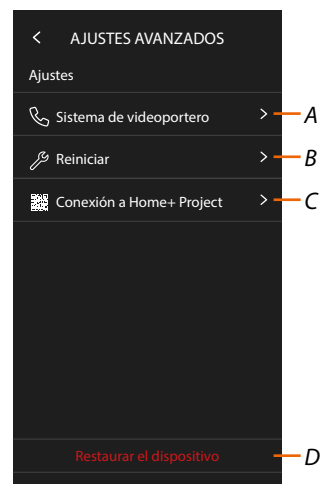 AJUSTES AVANZADOS
Ajustes
Sistema de videoportero
A
Reiniciar
B
Conexión a Home+ Project
C
Restaurar el dispositivo
D